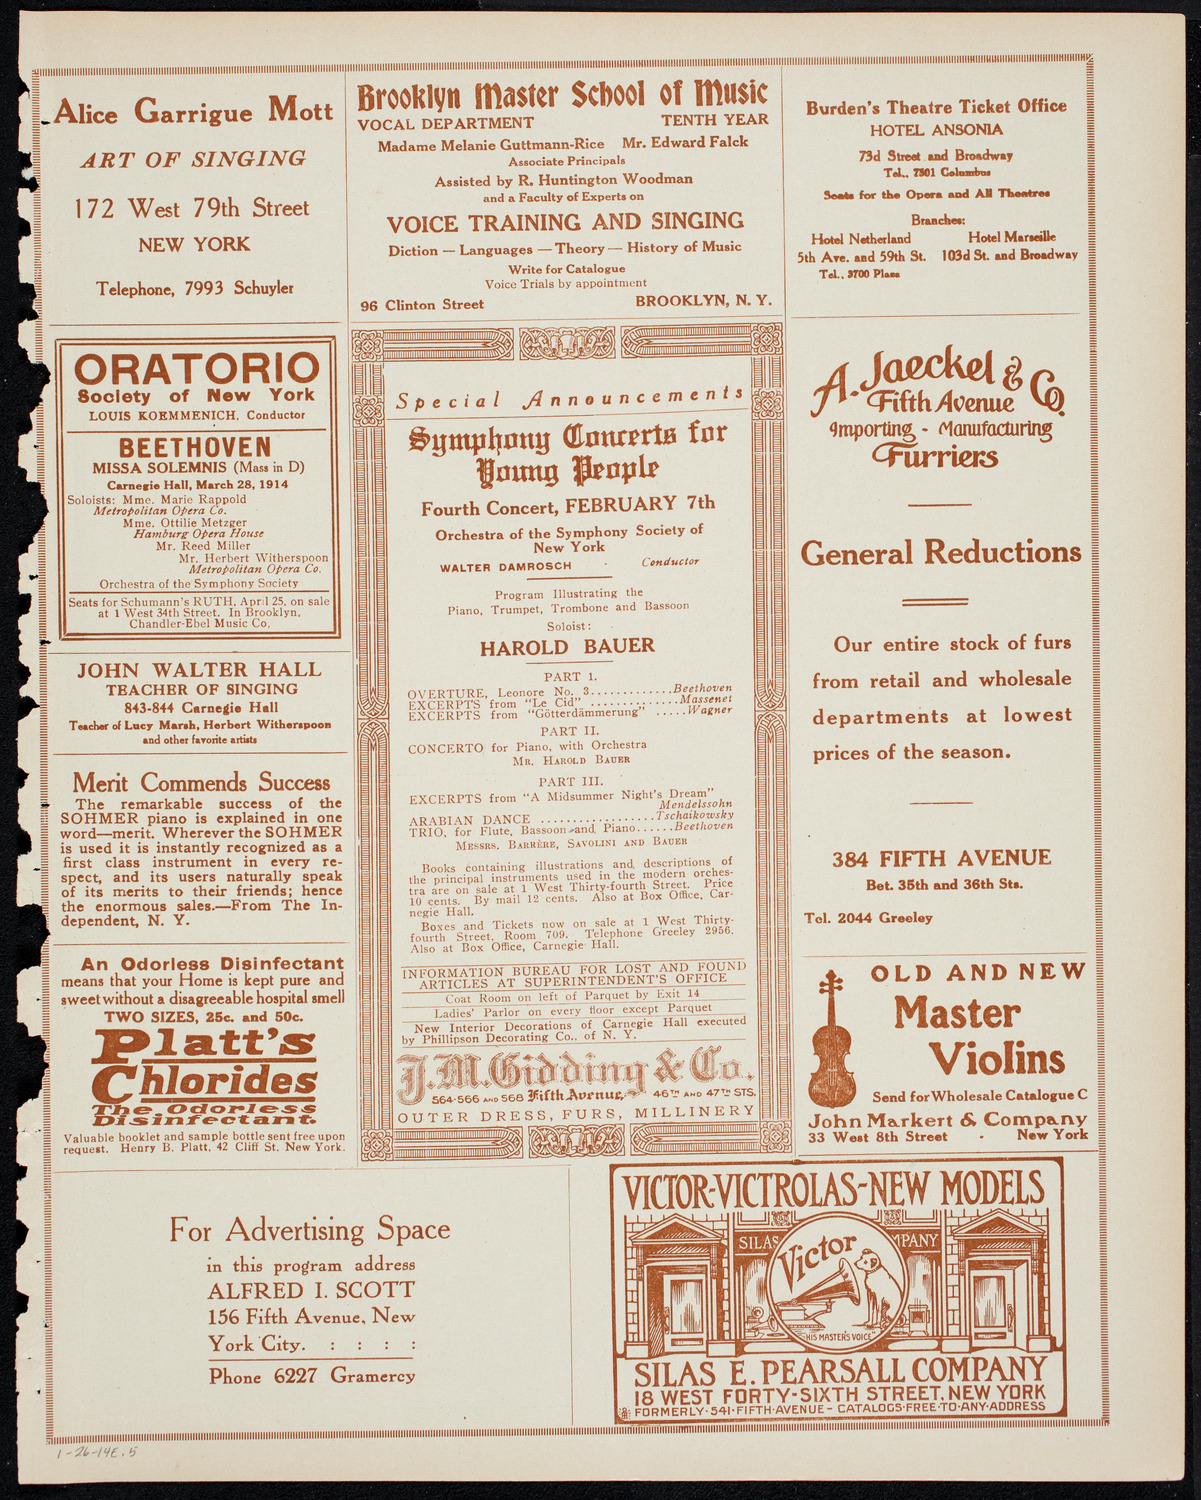 Alice Garrigue Mott
ART OF SINGING
172 West 79th Street
NEW YORK
Telephone, 7993 Schuyler
ORATORIO
Society of New York
LOUIS KOEMMENICH, Conductor
BEETHOVEN
MISSA SOLEMNIS (Mass in D)
Carnegie Hall, March 28, 1914
Soloists: Mme. Marie Rappold
Metropolitan Opera Co.
Mme. Ottilie Metzger
Hamburg Opera House
Mr. Reed Miller
Mr. Herbert Witherspoon
Metropolitan Opera Co.
Orchestra of the Symphony Society
Seats for Schumann's RUTH, April 25, on sale
at 1 West 34th Street. In Brooklyn,
Chandler-Ebel Music Co.
JOHN WALTER HALL
TEACHER OF SINGING
843-844 Carnegie Hall
Teacher of Lucy Marsh, Herbert Witherspoon
and other favorite artists
Merit Commends Success
The remarkable success of the
SOHMER piano is explained in one
word—merit. Wherever the SOHMER
is used it is instantly recognized as a
first class instrument in every re-
spect, and its users naturally speak
of its merits to their friends; hence
the enormous sales.—From The In-
dependent, N. Y.
An Odorless Disinfectant
means that your Home is kept pure and
sweet without a disagreeable hospital smell
TWO SIZES, 25c. and 50c.
Platt's
Chlorides
The Odorless
Disinfectant.
Valuable booklet and sample bottle sent free upon
request. Henry B. Platt, 42 Cliff St. New York.
Brooklyn Master School of Music
VOCAL DEPARTMENT TENTH YEAR
Madame Melanie Guttmann-Rice Mr. Edward Falck
Associate Principals
Assisted by R. Huntington Woodman
and a Faculty of Experts on
VOICE TRAINING AND SINGING
Diction — Languages — Theory — History of Music
Write for Catalogue
Voice Trials by appointment
96 Clinton Street BROOKLYN, N. Y.
Special Announcements
Symphony Concerts for
Young People
Fourth Concert, FEBRUARY 7th
Orchestra of the Symphony Society of
New York
WALTER DAMROSCH - Conductor
Program Illustrating the
Piano, Trumpet, Trombone and Bassoon
Soloist:
HAROLD BAUER
PART 1.
OVERTURE, Leonore No. 3............Beethoven
EXCERPTS from "Le Cid" ..............Massenet
EXCERPTS from "Götterdämmerung" .....Wagner
PART II.
CONCERTO for Piano, with Orchestra
MR. HAROLD BAUER
PART III.
EXCERPTS from "A Midsummer Night's Dream"
Mendelssohn
ARABIAN DANCE ..................Tschaikowsky
TRIO, for Flute, Bassoon and Piano......Beethoven
MESSRS. BARRÈRE, SAVOLINI AND BAUER
Books containing illustrations and descriptions of
the principal instruments used in the modern orches-
tra are on sale at 1 West Thirty-fourth Street. Price
10 cents. By mail 12 cents. Also at Box Office, Car-
negie Hall.
Boxes and Tickets now on sale at 1 West Thirty-
fourth Street, Room 709. Telephone Greeley 2956.
Also at Box Office, Carnegie Hall.
INFORMATION BUREAU FOR LOST AND FOUND
ARTICLES AT SUPERINTENDENT'S OFFICE
Coat Room on left of Parquet by Exit 14
Ladies' Parlor on every floor except Parquet
New Interior Decorations of Carnegie Hall executed
by Phillipson Decorating Co., of N. Y.
J. M. Gidding & Co.
564-566 AND 568 Fifth Avenue, 46TH AND 47TH STS.
OUTER DRESS, FURS, MILLINERY
Burden's Theatre Ticket Office
HOTEL ANSONIA
73d Street and Broadway
Tel., 7501 Columbus
Seats for the Opera and All Theatres
Branches:
Hotel Netherland Hotel Marseille
5th Ave. and 59th St. 103d St. and Broadway
Tel., 3700 Plaza
A. Jaeckel & Co.
Fifth Avenue
Importing - Manufacturing
Furriers
General Reductions
Our entire stock of furs
from retail and wholesale
departments at lowest
prices of the season.
384 FIFTH AVENUE
Bet. 35th and 36th Sts.
Tel. 2044 Greeley
OLD AND NEW
Master
Violins
Send for Wholesale Catalogue C
John Markert & Company
33 West 8th Street - New York
For Advertising Space
in this program address
ALFRED I. SCOTT
156 Fifth Avenue, New
York City. : : : :
Phone 6227 Gramercy
VICTOR-VICTROLAS-NEW MODELS
SILAS MPANY
Victor
"HIS MASTER'S VOICE"
SILAS E. PEARSALL COMPANY
18 WEST FORTY-SIXTH STREET, NEW YORK
FORMERLY·541·FIFTH·AVENUE - CATALOGS·FREE·TO·ANY·ADDRESS
1-26-14E.5